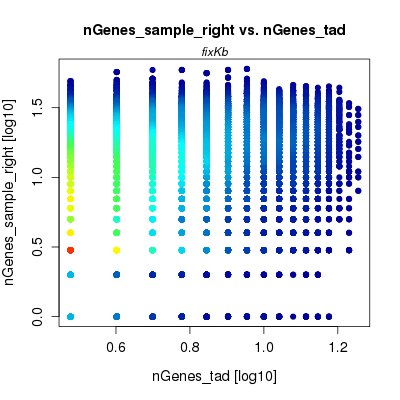 nGenes_sample_right vs. nGenes_tad
fixKb
nGenes_sample_right [log10]
1.5
1.0
0.5
0.0
0.6
0.8
1.0
1.2
nGenes_tad [log10]